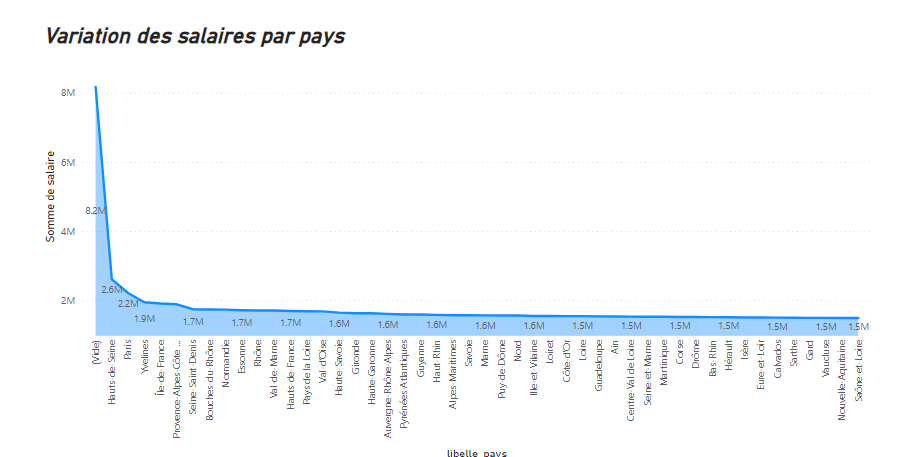 Variation des salaires par pays
Somme de salaire
8M
6M
4M
2M
8.2M
2.6M
2.2M
1.9M
1.7M
1.7M
1.7M
1.6M
1.6M
1.6M
1.6M
1.6M
1.5M
1.5M
1.5M
1.5M
1.5M
1.5M
1.5M
(Vide)
Hauts-de-Seine
Paris
Yvelines
Île-de-France
Provence-Alpes-Côte ...
Seine-Saint-Denis
Bouches-du-Rhône
Normandie
Essonne
Rhône
Val-de-Marne
Hauts-de-France
Pays de la Loire
Val-d'Oise
Haute-Savoie
Gironde
Haute-Garonne
Auvergne-Rhône-Alpes
Pyrénées-Atlantiques
Guyanne
Haut-Rhin
Alpes-Maritimes
Savoie
Marne
Puy-de-Dôme
Nord
Ille-et-Vilaine
Loiret
Côte-d'Or
Loire
Guadeloupe
Ain
Centre-Val de Loire
Seine-et-Marne
Martinique
Corse
Drôme
Bas-Rhin
Hérault
Isère
Eure-et-Loir
Calvados
Sarthe
Gard
Vaucluse
Nouvelle-Aquitaine
Saône-et-Loire
libelle_pays